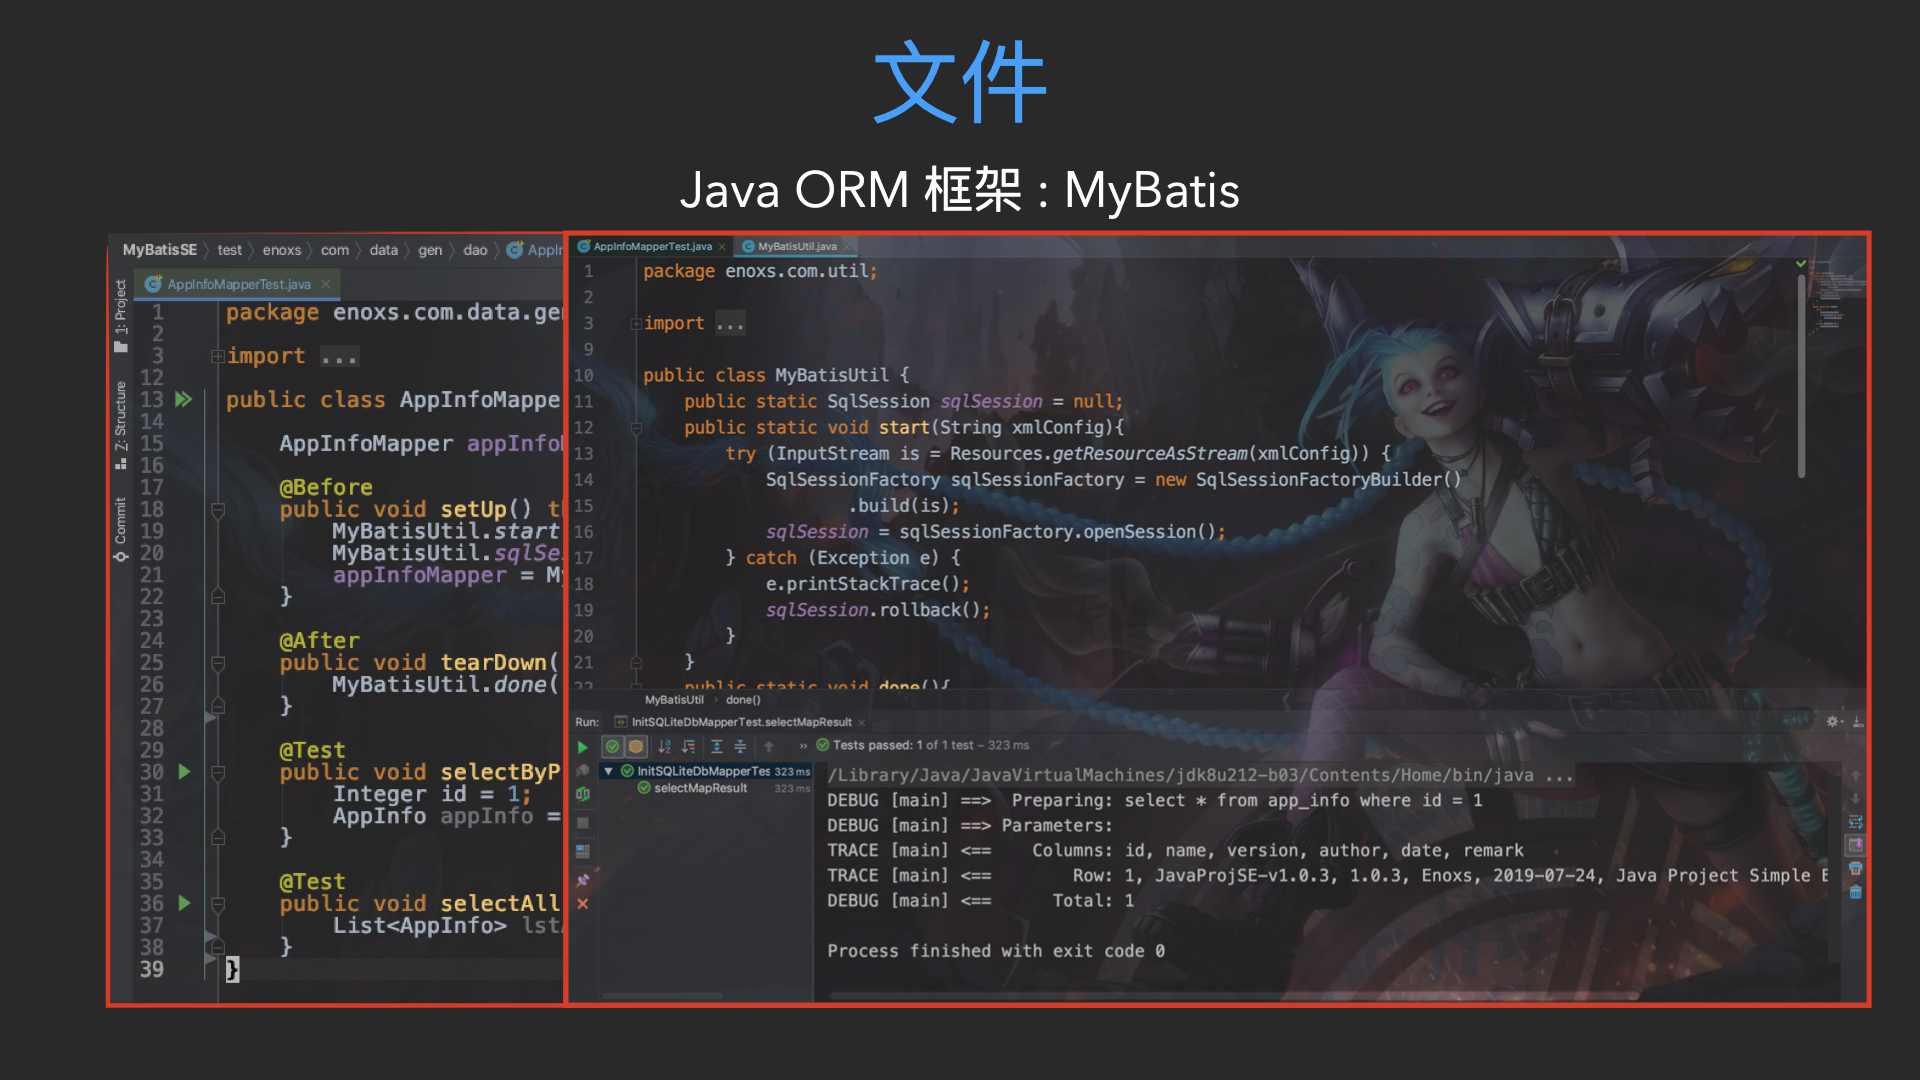 文件
Java ORM 框架 : MyBatis
MyBatisSE 〉 test 〉 enoxs 〉 com 〉 data 〉 gen 〉 dao 〉 AppIn
AppInfoMapperTest.java ×
1: Project
Z: Structure
Commit
1 package enoxs.com.data.gen
2
3 import ...
12
13 public class AppInfoMappe
14
15 AppInfoMapper appInfo
16
17 @Before
18 public void setUp() th
19 MyBatisUtil.start
20 MyBatisUtil.sqlSe
21 appInfoMapper = My
22 }
23
24 @After
25 public void tearDown(
26 MyBatisUtil.done(
27 }
28
29 @Test
30 public void selectByP
31 Integer id = 1;
32 AppInfo appInfo =
33 }
34
35 @Test
36 public void selectAll
37 List<AppInfo> lst
38 }
39 }
AppInfoMapperTest.java × MyBatisUtil.java ×
1 package enoxs.com.util;
2
3 import ...
9
10 public class MyBatisUtil {
11 public static SqlSession sqlSession = null;
12 public static void start(String xmlConfig){
13 try (InputStream is = Resources.getResourceAsStream(xmlConfig)) {
14 SqlSessionFactory sqlSessionFactory = new SqlSessionFactoryBuilder()
15 .build(is);
16 sqlSession = sqlSessionFactory.openSession();
17 } catch (Exception e) {
18 e.printStackTrace();
19 sqlSession.rollback();
20 }
21 }
22 public static void done(){
MyBatisUtil › done()
Run: InitSQLiteDbMapperTest.selectMapResult ×
» Tests passed: 1 of 1 test – 323 ms
InitSQLiteDbMapperTes 323 ms
selectMapResult 323 ms
/Library/Java/JavaVirtualMachines/jdk8u212-b03/Contents/Home/bin/java ...
DEBUG [main] ==> Preparing: select * from app_info where id = 1
DEBUG [main] ==> Parameters:
TRACE [main] <== Columns: id, name, version, author, date, remark
TRACE [main] <== Row: 1, JavaProjSE-v1.0.3, 1.0.3, Enoxs, 2019-07-24, Java Project Simple E
DEBUG [main] <== Total: 1
Process finished with exit code 0